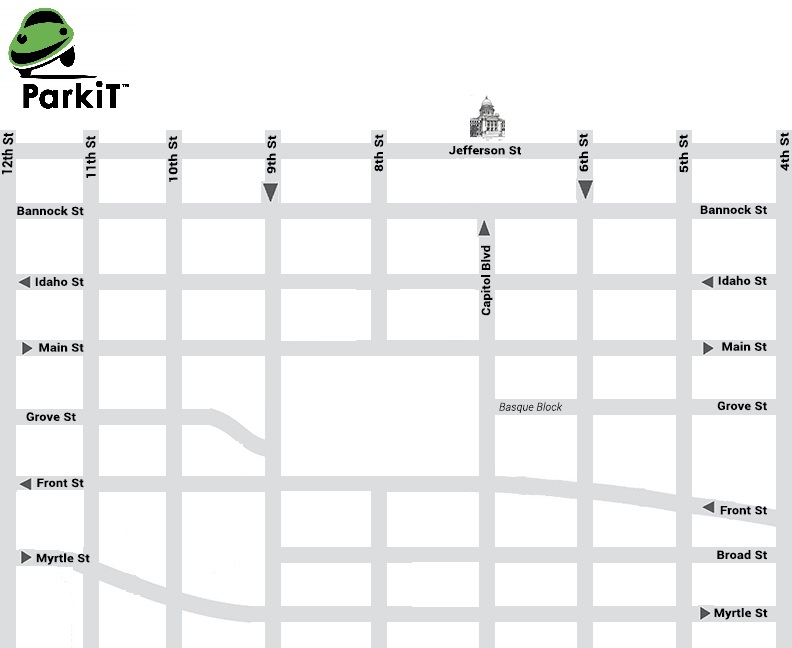 ParkiT™
12th St
11th St
10th St
9th St
8th St
Jefferson St
6th St
5th St
4th St
Bannock St
Bannock St
Capitol Blvd
Idaho St
Idaho St
Main St
Main St
Grove St
Basque Block
Grove St
Front St
Front St
Myrtle St
Broad St
Myrtle St